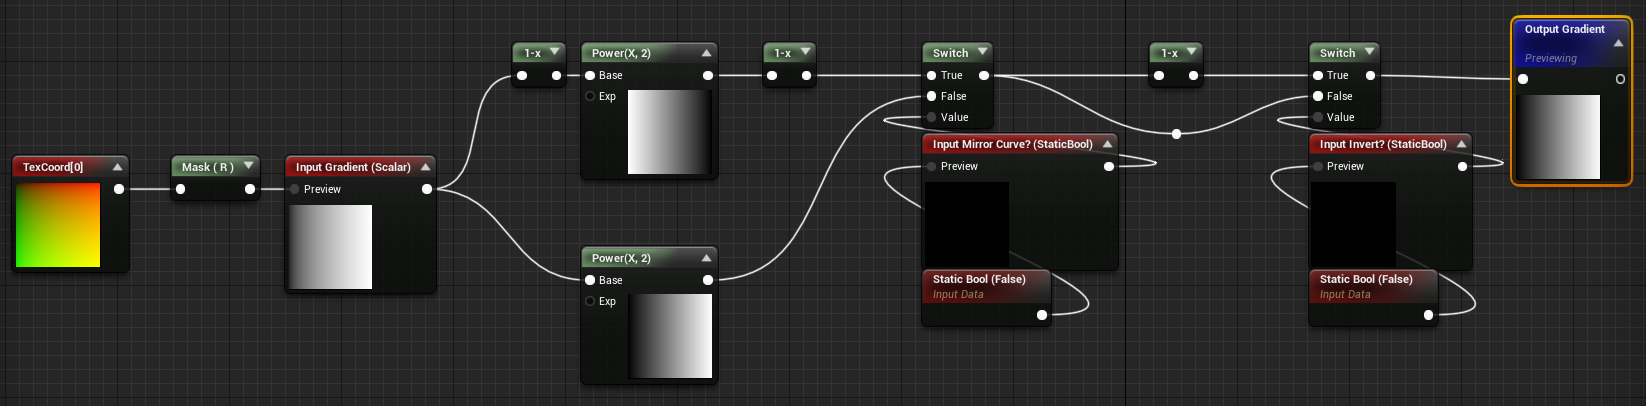 TexCoord[0]
Mask ( R )
Input Gradient (Scalar)
Preview
1-x
Power(X, 2)
Base
Exp
1-x
Power(X, 2)
Base
Exp
Switch
True
False
Value
Input Mirror Curve? (StaticBool)
Preview
Static Bool (False)
Input Data
1-x
Switch
True
False
Value
Input Invert? (StaticBool)
Preview
Static Bool (False)
Input Data
Output Gradient
Previewing